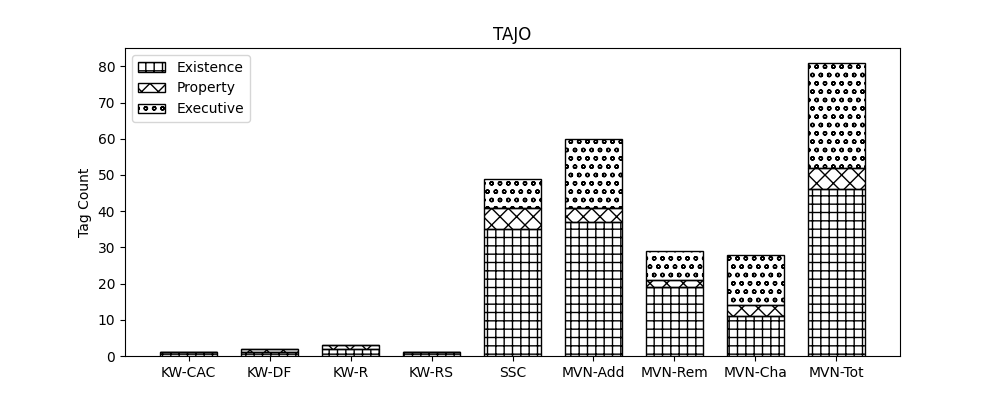 TAJO
Existence
Property
Executive
Tag Count
80
70
60
50
40
30
20
10
0
KW-CAC KW-DF KW-R KW-RS SSC MVN-Add MVN-Rem MVN-Cha MVN-Tot